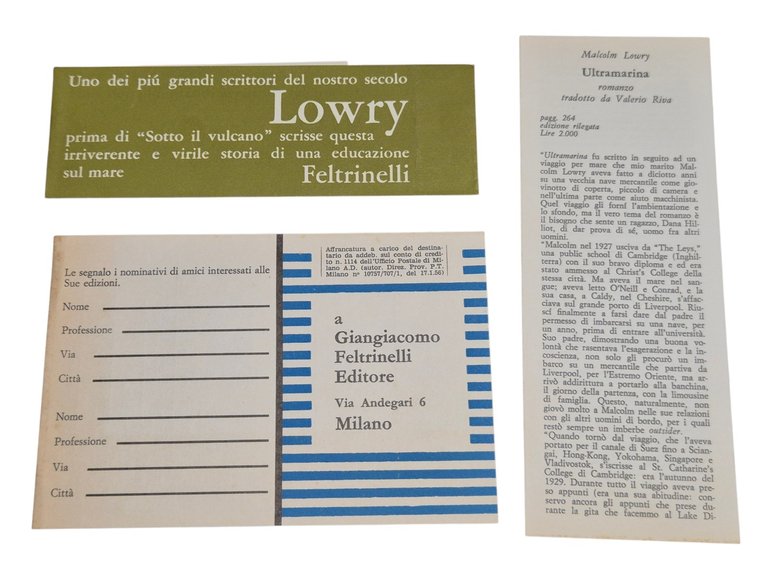 Uno dei piú grandi scrittori del nostro secolo
Lowry
prima di “Sotto il vulcano” scrisse questa
irriverente e virile storia di una educazione
sul mare
Feltrinelli
Le segnalo i nominativi di amici interessati alle
Sue edizioni.
Nome
Professione
Via
Città
Nome
Professione
Via
Città
Affrancatura a carico del destina-
tario da addeb. sul conto di credi-
to n. 1114 dell'Ufficio Postale di Mi-
lano A.D. (autor. Direz. Prov. P.T.
Milano n° 10757/707/1, del 17.1.56)
a
Giangiacomo
Feltrinelli
Editore
Via Andegari 6
Milano
Malcolm Lowry
Ultramarina
romanzo
tradotto da Valerio Riva
pagg. 264
edizione rilegata
Lire 2.000
“Ultramarina fu scritto in seguito ad un
viaggio per mare che mio marito Mal-
colm Lowry aveva fatto a diciotto anni
su una vecchia nave mercantile come gio-
vinotto di coperta, piccolo di camera e
nell'ultima parte come aiuto macchinista.
Quel viaggio gli forní l'ambientazione e
lo sfondo, ma il vero tema del romanzo è
il bisogno che sente un ragazzo, Dana Hil-
liot, di dar prova di sé, uomo fra altri
uomini.
“Malcolm nel 1927 usciva da “The Leys,”
una public school di Cambridge (Inghil-
terra) con il suo bravo diploma e ed era
stato ammesso al Christ's College della
stessa città. Ma aveva il mare nel san-
gue; aveva letto O'Neill e Conrad, e la
sua casa, a Caldy, nel Cheshire, s'affac-
ciava sul grande porto di Liverpool. Riu-
scí finalmente a farsi dare dal padre il
permesso di imbarcarsi su una nave, per
un anno, prima di entrare all'università.
Suo padre, dimostrando una buona vo-
lontà che rasentava l'esagerazione e la in-
coscienza, non solo gli procurò un im-
barco su un mercantile che partiva da
Liverpool, per l'Estremo Oriente, ma ar-
rivò addirittura a portarlo alla banchina,
il giorno della partenza, con la limousine
di famiglia. Questo, naturalmente, non
giovò molto a Malcolm nelle sue relazioni
con gli altri uomini di bordo, per i quali
restò sempre un imberbe outsider.
“Quando tornò dal viaggio, che l'aveva
portato per il canale di Suez fino a Scian-
gai, Hong-Kong, Yokohama, Singapore e
Vladivostok, s'iscrisse al St. Catharine's
College di Cambridge: era l'autunno del
1929. Durante tutto il viaggio aveva pre-
so appunti (era una sua abitudine: con-
servo ancora gli appunti che prese du-
rante la gita che facemmo al Lake Di-